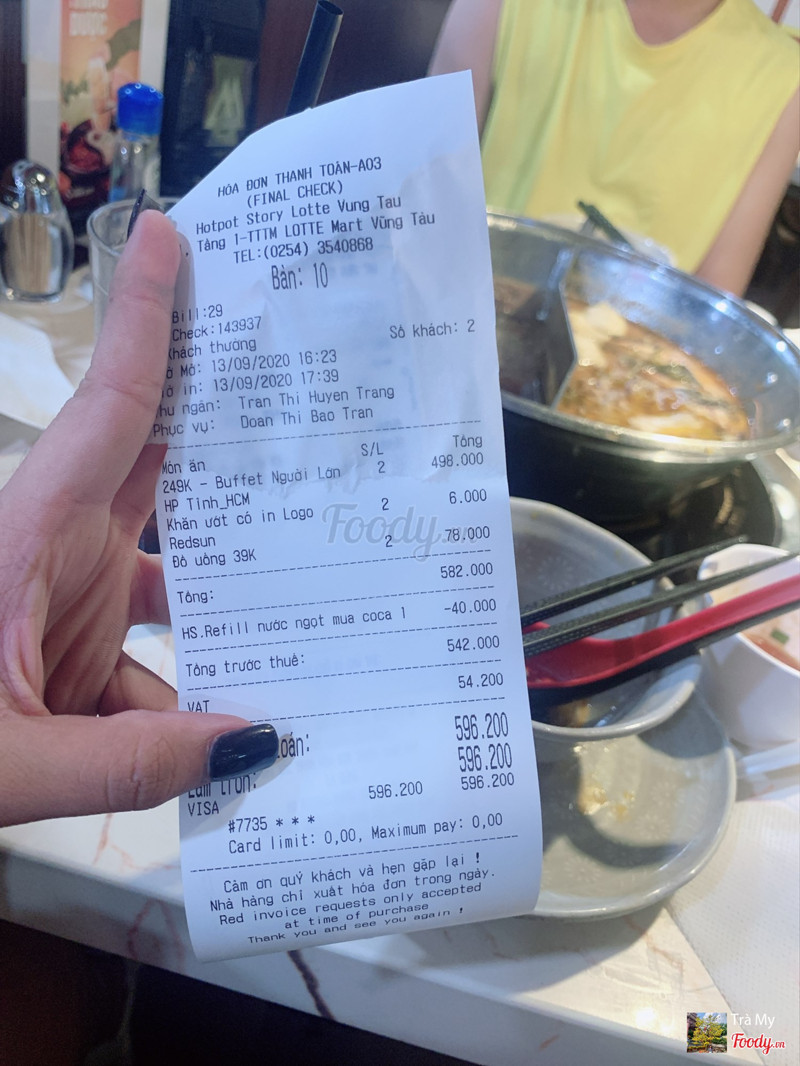 HÓA ĐƠN THANH TOÁN-A03
(FINAL CHECK)
Hotpot Story Lotte Vung Tau
Tầng 1-TTTM LOTTE Mart Vũng Tàu
TEL:(0254) 3540868
Bàn: 10
Bill:29
Check:143937
Khách thường Số khách: 2
Mở: 13/09/2020 16:23
in: 13/09/2020 17:39
ngân: Tran Thi Huyen Trang
Phục vụ: Doan Thi Bao Tran
Món ăn S/L Tổng
249K - Buffet Người Lớn 2 498.000
HP Tỉnh_HCM
Khăn ướt có in Logo 2 6.000
Redsun
Đồ uống 39K 2 78.000
Tổng: 582.000
HS.Refill nước ngọt mua coca 1 -40.000
Tổng trước thuế: 542.000
VAT 54.200
596.200
Làm tròn: 596.200
VISA 596.200 596.200
#7735 * * *
Card limit: 0,00, Maximum pay: 0,00
Cảm ơn quý khách và hẹn gặp lại !
Nhà hàng chỉ xuất hóa đơn trong ngày.
Red invoice requests only accepted
at time of purchase
Thank you and see you again !
Foody.vn
Trà My
Foody.vn